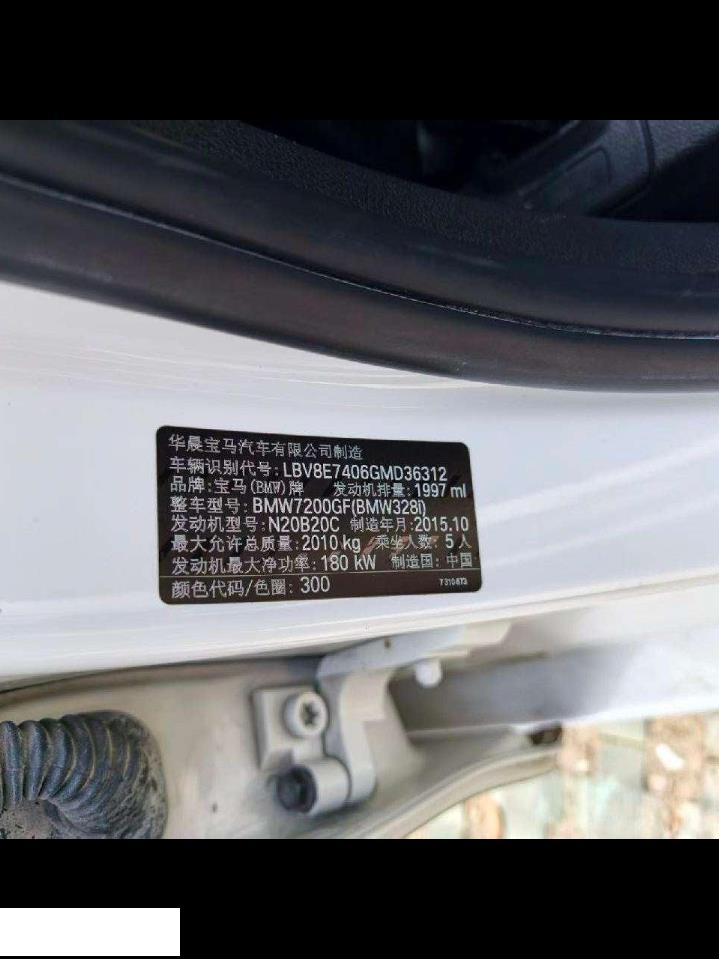 华晨宝马汽车有限公司制造
车辆识别代号: LBV8E7406GMD36312
品牌: 宝马(BMW)牌 发动机排量: 1997 ml
整车型号: BMW7200GF(BMW328i)
发动机型号: N20B20C 制造年月: 2015.10
最大允许总质量: 2010 kg 乘坐人数: 5 人
发动机最大净功率: 180 kW 制造国: 中国
颜色代码/色圈: 300 7310673